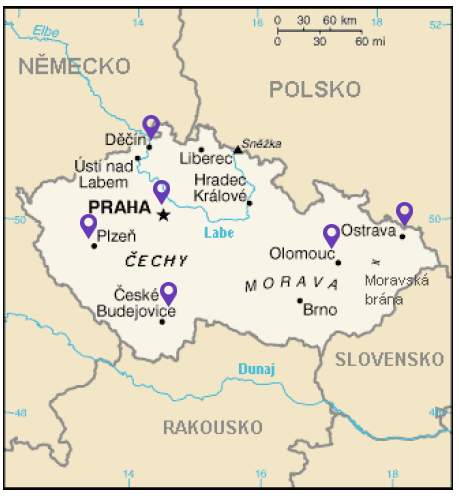 14
16
18
52
0 30 60 km
0 30 60 mi
Elbe
NĚMECKO
POLSKO
Děčín
Sněžka
Liberec
Ústí nad
Labem
Hradec
Králové
PRAHA
50
50
Labe
Ostrava
Plzeň
Olomouc
ČECHY
Moravská
brána
MORAVA
České
Budejovice
Brno
SLOVENSKO
Dunaj
48
48
RAKOUSKO
14
16
18